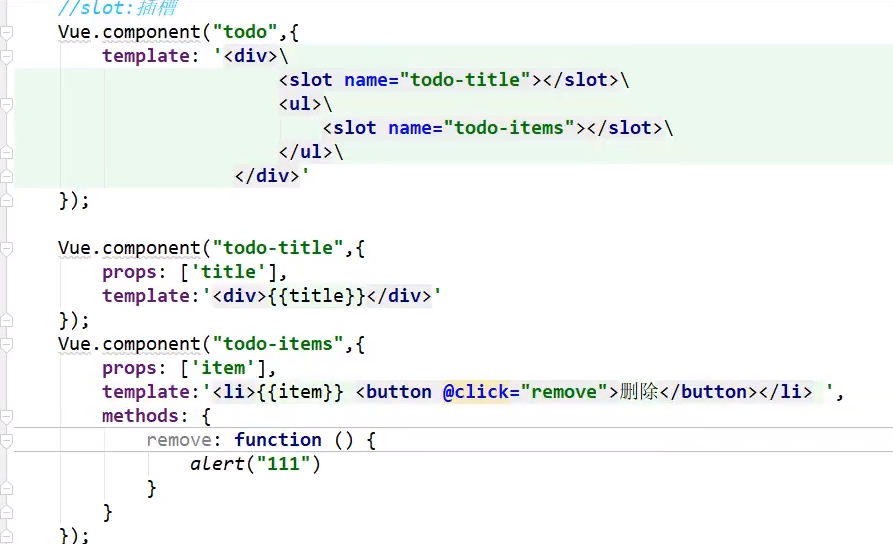 //slot:插槽
Vue.component("todo",{
    template: '<div>\
                    <slot name="todo-title"></slot>\
                    <ul>\
                        <slot name="todo-items"></slot>\
                    </ul>\
                </div>'
});

Vue.component("todo-title",{
    props: ['title'],
    template:'<div>{{title}}</div>'
});
Vue.component("todo-items",{
    props: ['item'],
    template:'<li>{{item}} <button @click="remove">删除</button></li> ',
    methods: {
        remove: function () {
            alert("111")
        }
    }
});